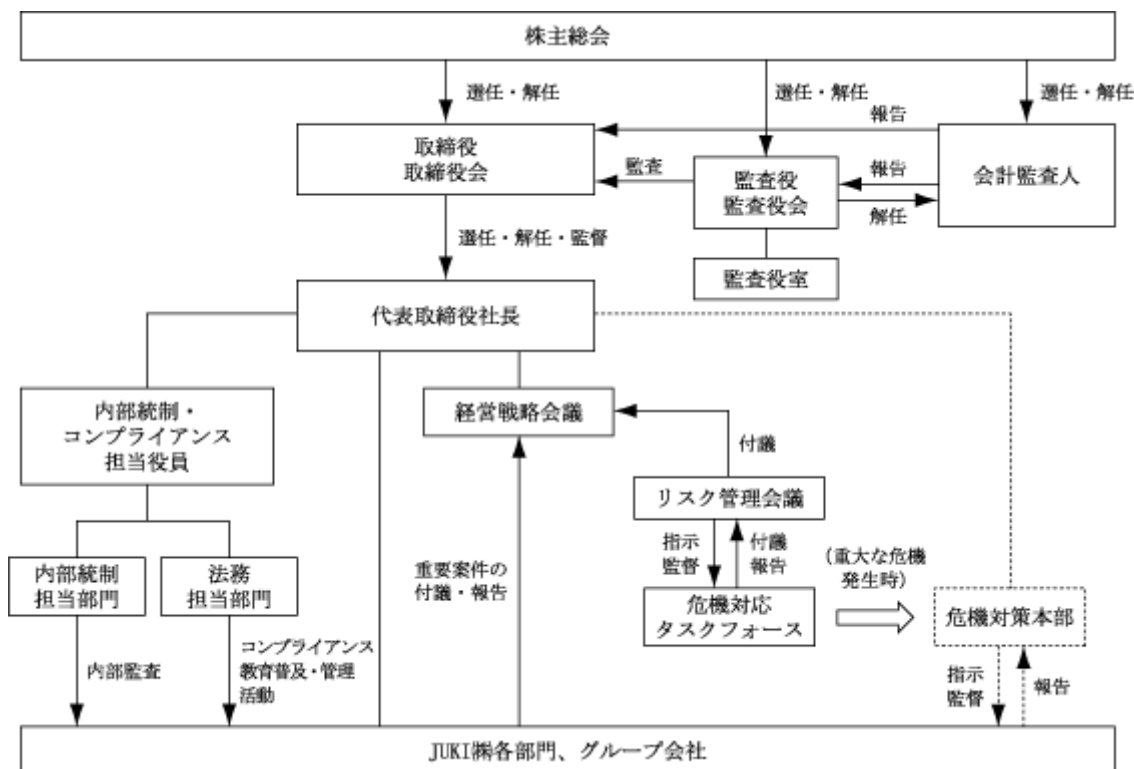 株主総会
選任・解任
選任・解任
選任・解任
報告
取締役
取締役会
監査
監査役
監査役会
報告
解任
会計監査人
選任・解任・監督
監査役室
代表取締役社長
内部統制・
コンプライアンス
担当役員
経営戦略会議
付議
リスク管理会議
指示
監督
付議
報告
(重大な危機
発生時)
内部統制
担当部門
法務
担当部門
重要案件の
付議・報告
危機対応
タスクフォース
危機対策本部
内部監査
コンプライアンス
教育普及・管理
活動
指示
監督
報告
JUKI㈱各部門、グループ会社